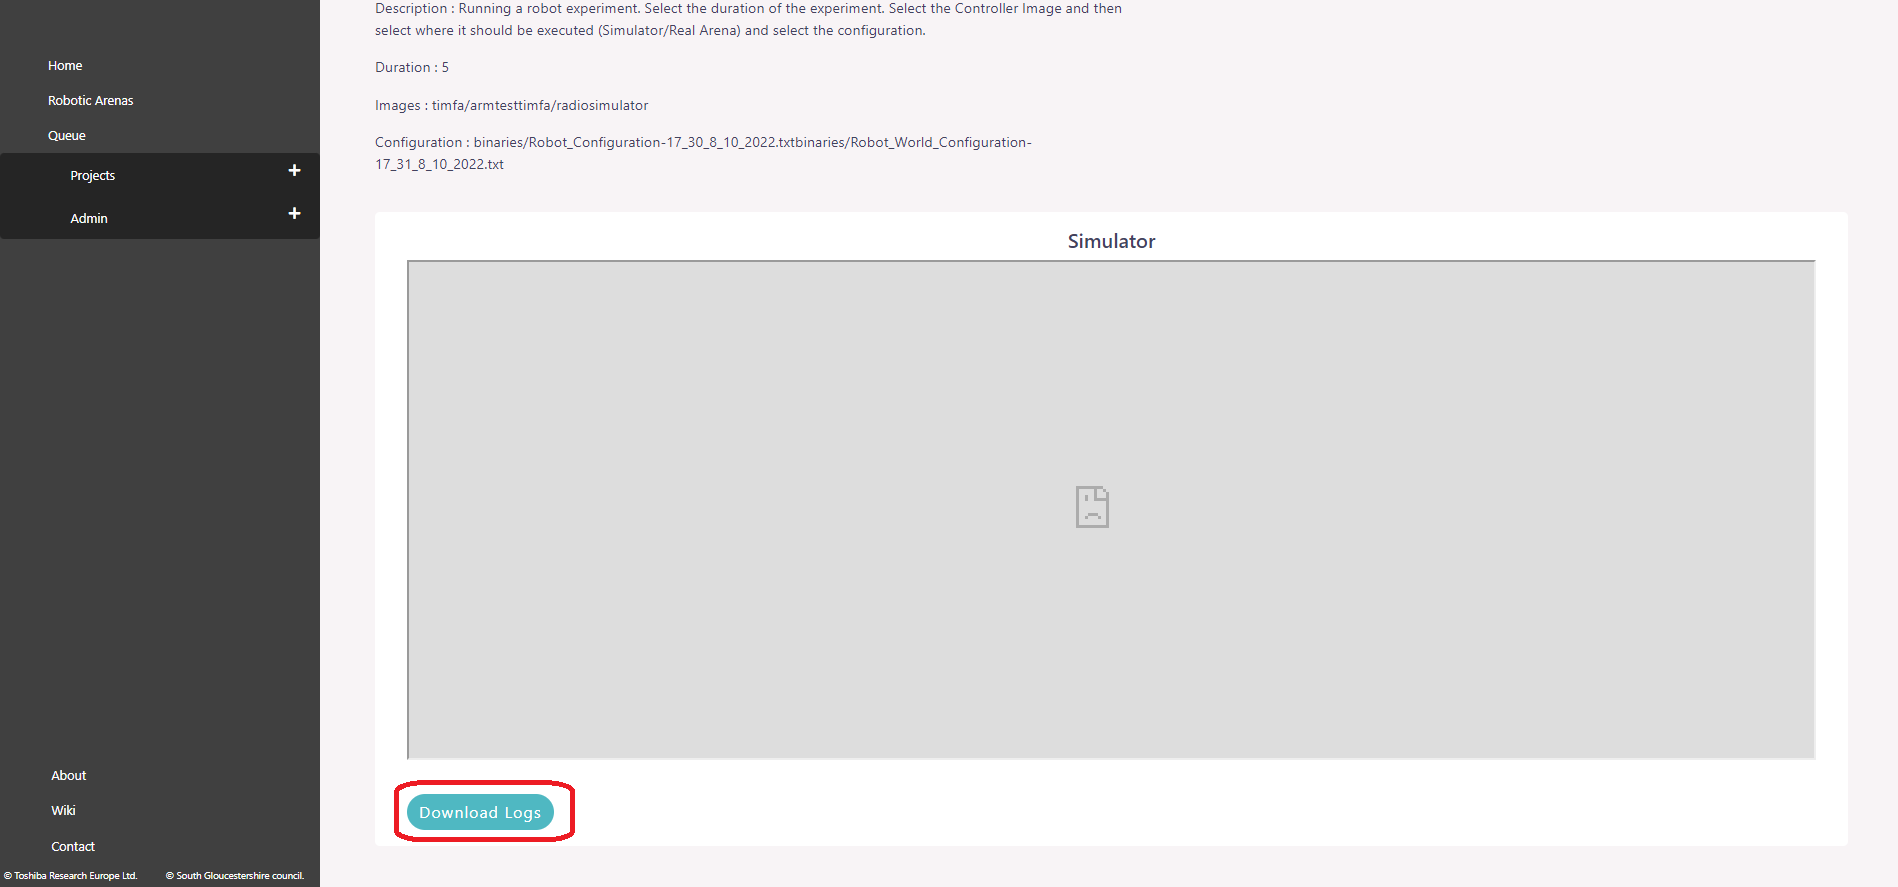 Home
Robotic Arenas
Queue
Projects
Admin
About
Wiki
Contact
© Toshiba Research Europe Ltd. © South Gloucestershire council.
Description : Running a robot experiment. Select the duration of the experiment. Select the Controller Image and then
select where it should be executed (Simulator/Real Arena) and select the configuration.
Duration : 5
Images : timfa/armtesttimfa/radiosimulator
Configuration : binaries/Robot_Configuration-17_30_8_10_2022.txtbinaries/Robot_World_Configuration-
17_31_8_10_2022.txt
Simulator
Download Logs